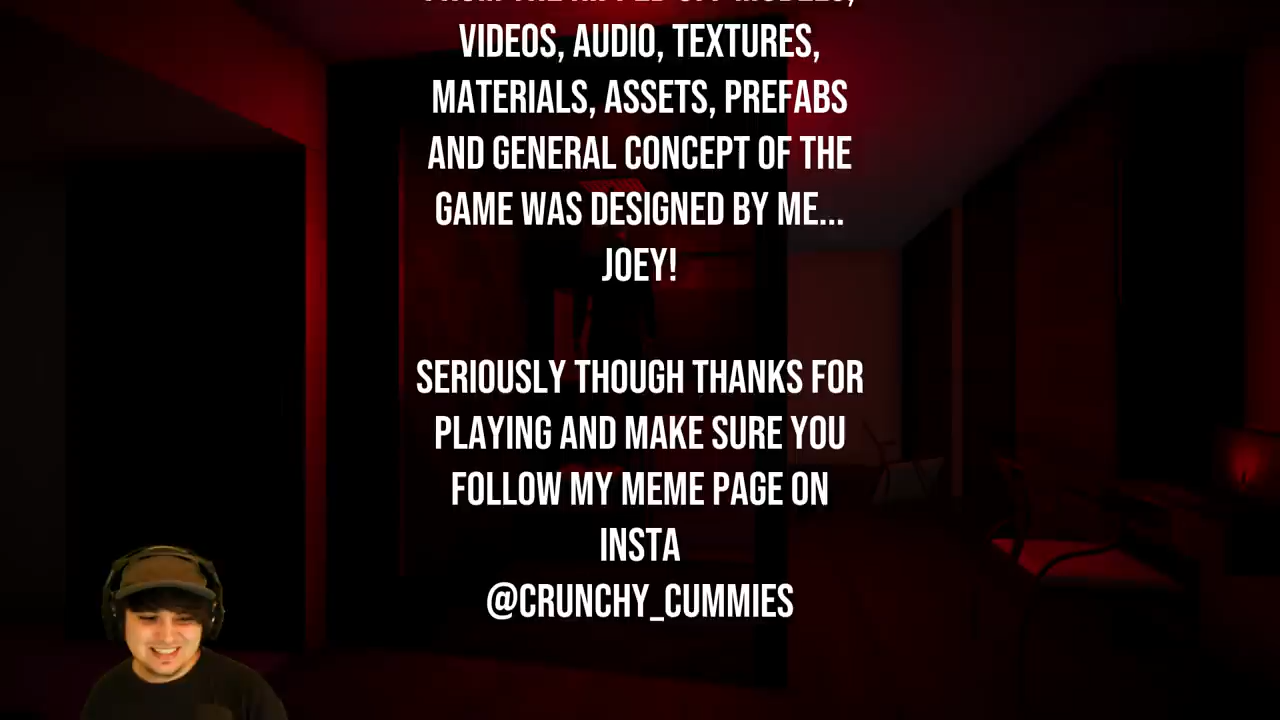 VIDEOS, AUDIO, TEXTURES,
MATERIALS, ASSETS, PREFABS
AND GENERAL CONCEPT OF THE
GAME WAS DESIGNED BY ME...
JOEY!
SERIOUSLY THOUGH THANKS FOR
PLAYING AND MAKE SURE YOU
FOLLOW MY MEME PAGE ON
INSTA
@CRUNCHY_CUMMIES